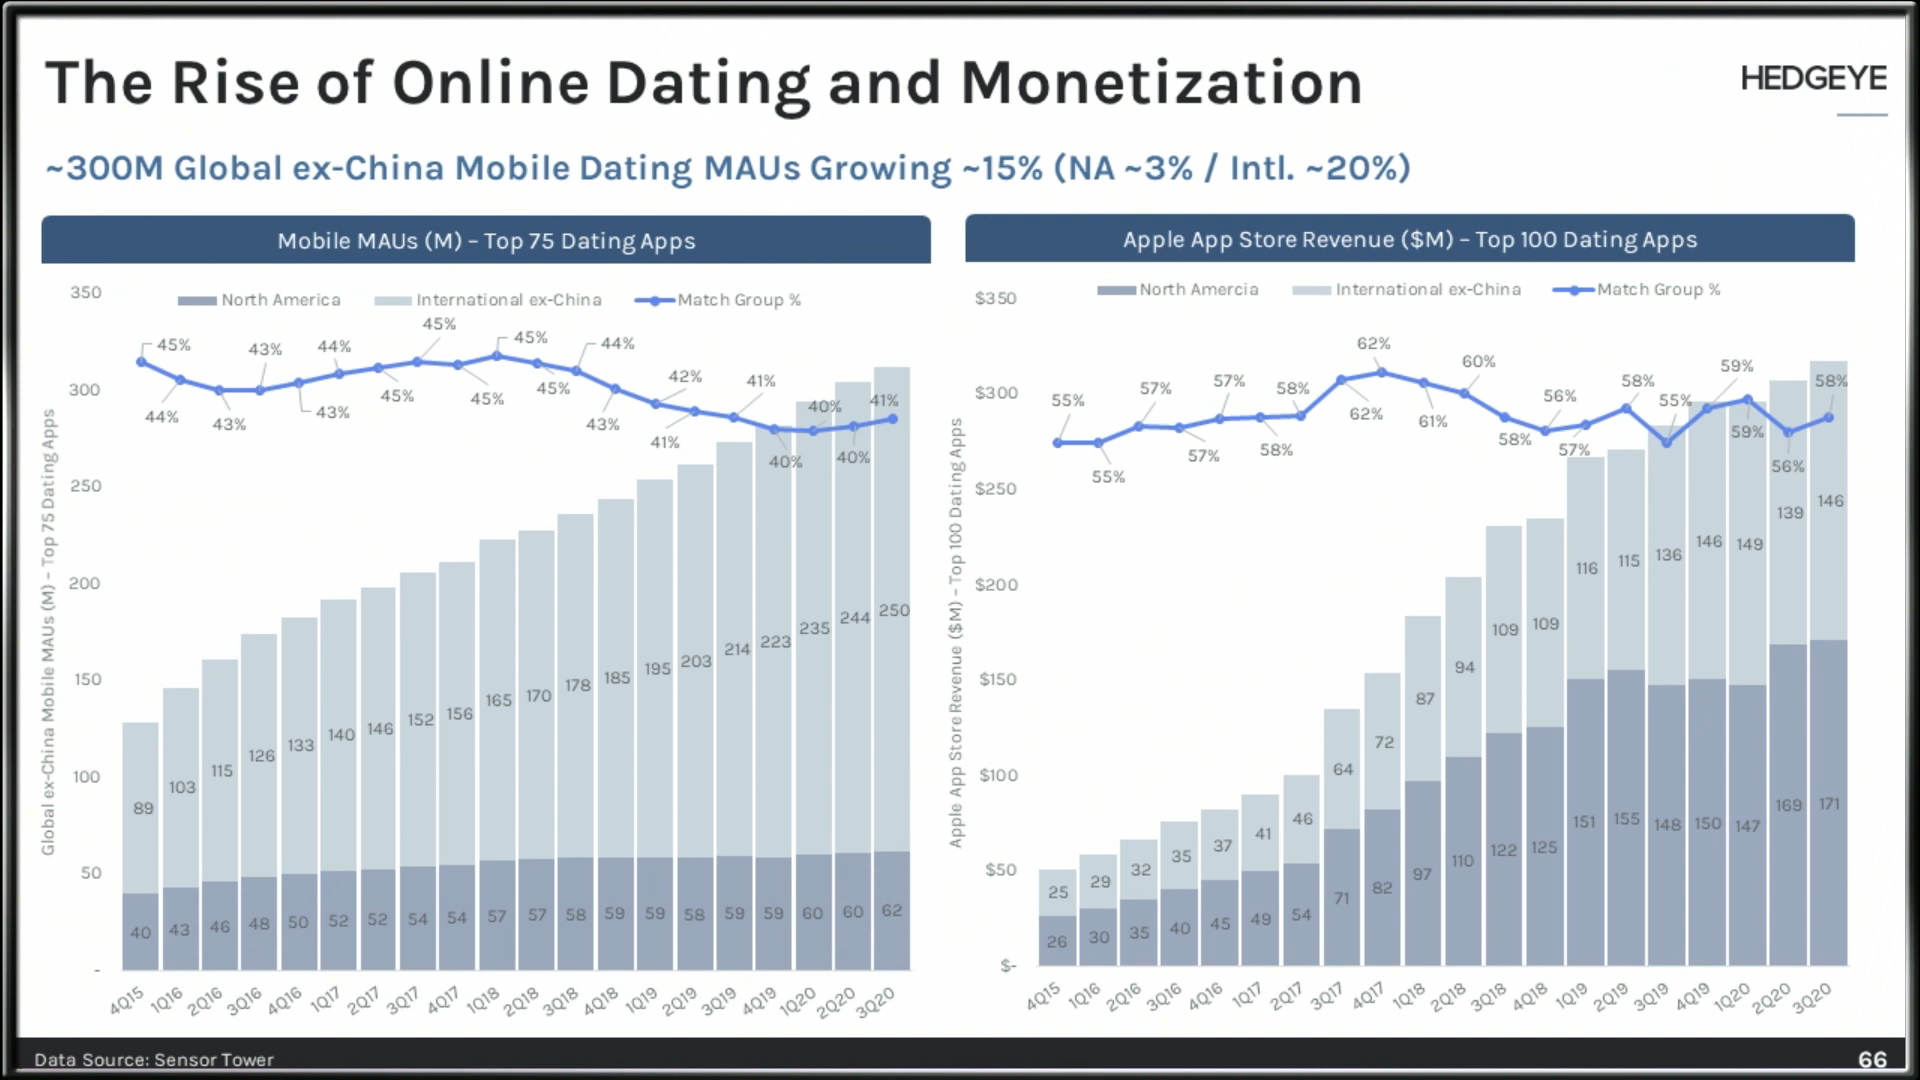 The Rise of Online Dating and Monetization
HEDGEYE
~300M Global ex-China Mobile Dating MAUs Growing ~15% (NA ~3% / Intl. ~20%)
Mobile MAUs (M) – Top 75 Dating Apps
Global ex-China Mobile MAUs (M) – Top 75 Dating Apps
350
300
250
200
150
100
50
-
North America
International ex-China
Match Group %
45% 44% 43% 43% 43% 44% 45% 45% 45% 45% 45% 44% 43% 42% 41% 41% 40% 40% 40% 41%
89 103 115 126 133 140 146 152 156 165 170 178 185 195 203 214 223 235 244 250
40 43 46 48 50 52 52 54 54 57 57 58 59 59 58 59 59 60 60 62
4Q15 1Q16 2Q16 3Q16 4Q16 1Q17 2Q17 3Q17 4Q17 1Q18 2Q18 3Q18 4Q18 1Q19 2Q19 3Q19 4Q19 1Q20 2Q20 3Q20
Apple App Store Revenue ($M) – Top 100 Dating Apps
Apple App Store Revenue ($M) – Top 100 Dating Apps
$350
$300
$250
$200
$150
$100
$50
$-
North Amercia
International ex-China
Match Group %
55% 55% 57% 57% 57% 58% 58% 62% 62% 61% 60% 58% 56% 57% 58% 55% 59% 59% 56% 58%
25 29 32 35 37 41 46 64 72 87 94 109 109 116 115 136 146 149 139 146
26 30 35 40 45 49 54 71 82 97 110 122 125 151 155 148 150 147 169 171
4Q15 1Q16 2Q16 3Q16 4Q16 1Q17 2Q17 3Q17 4Q17 1Q18 2Q18 3Q18 4Q18 1Q19 2Q19 3Q19 4Q19 1Q20 2Q20 3Q20
Data Source: Sensor Tower
66